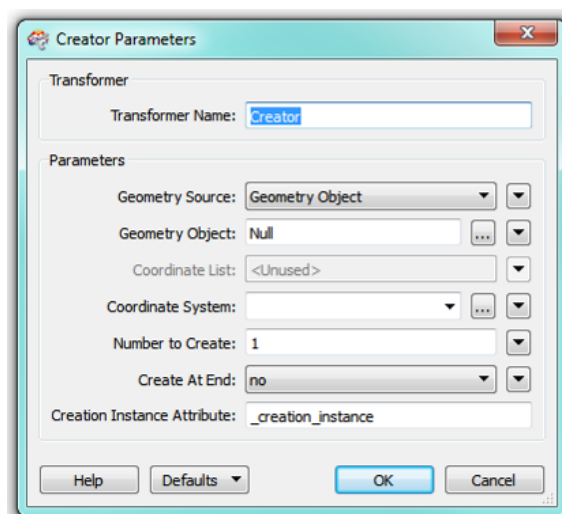 Creator Parameters
Transformer
Transformer Name: Creator
Parameters
Geometry Source: Geometry Object
Geometry Object: Null ...
Coordinate List: <Unused>
Coordinate System: ...
Number to Create: 1
Create At End: no
Creation Instance Attribute: _creation_instance
Help Defaults OK Cancel